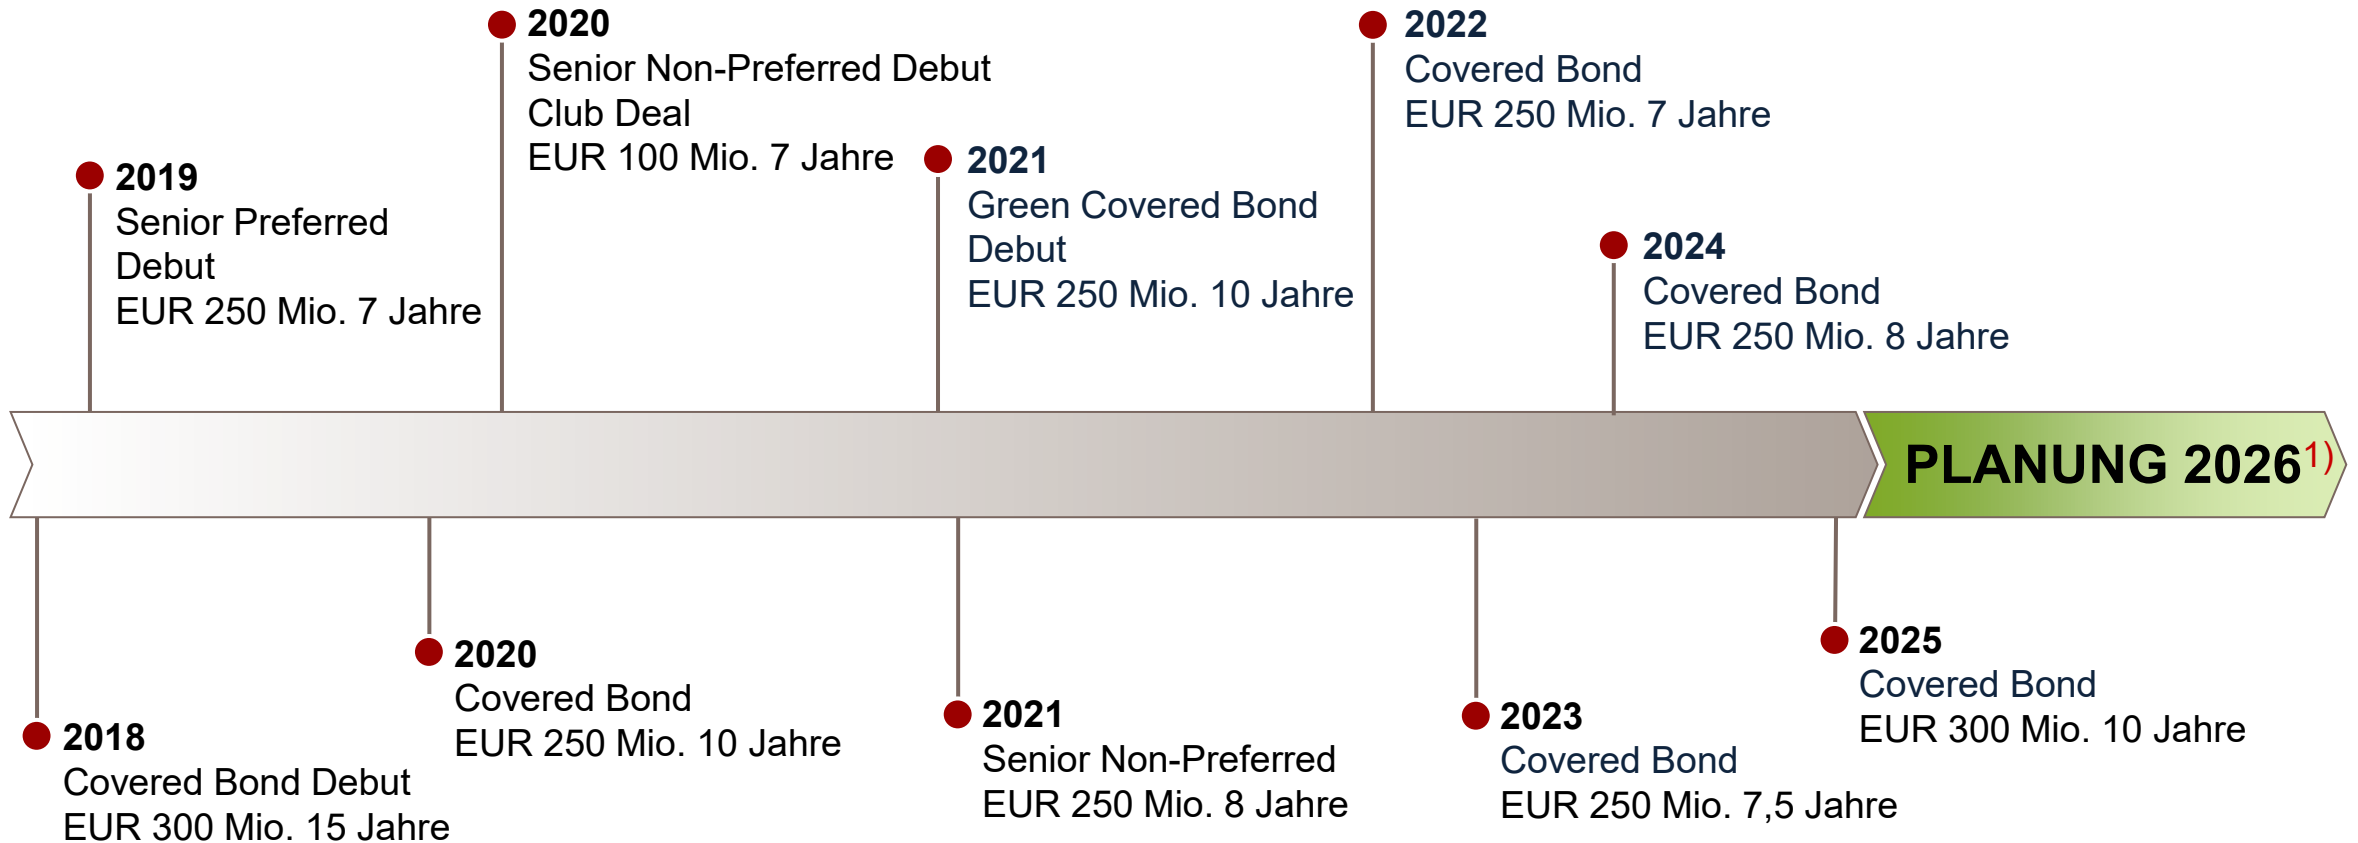 2020
Senior Non-Preferred Debut
Club Deal
EUR 100 Mio. 7 Jahre
2022
Covered Bond
EUR 250 Mio. 7 Jahre
2019
Senior Preferred
Debut
EUR 250 Mio. 7 Jahre
2021
Green Covered Bond
Debut
EUR 250 Mio. 10 Jahre
2024
Covered Bond
EUR 250 Mio. 8 Jahre
PLANUNG 2026¹⁾
2018
Covered Bond Debut
EUR 300 Mio. 15 Jahre
2020
Covered Bond
EUR 250 Mio. 10 Jahre
2021
Senior Non-Preferred
EUR 250 Mio. 8 Jahre
2023
Covered Bond
EUR 250 Mio. 7,5 Jahre
2025
Covered Bond
EUR 300 Mio. 10 Jahre